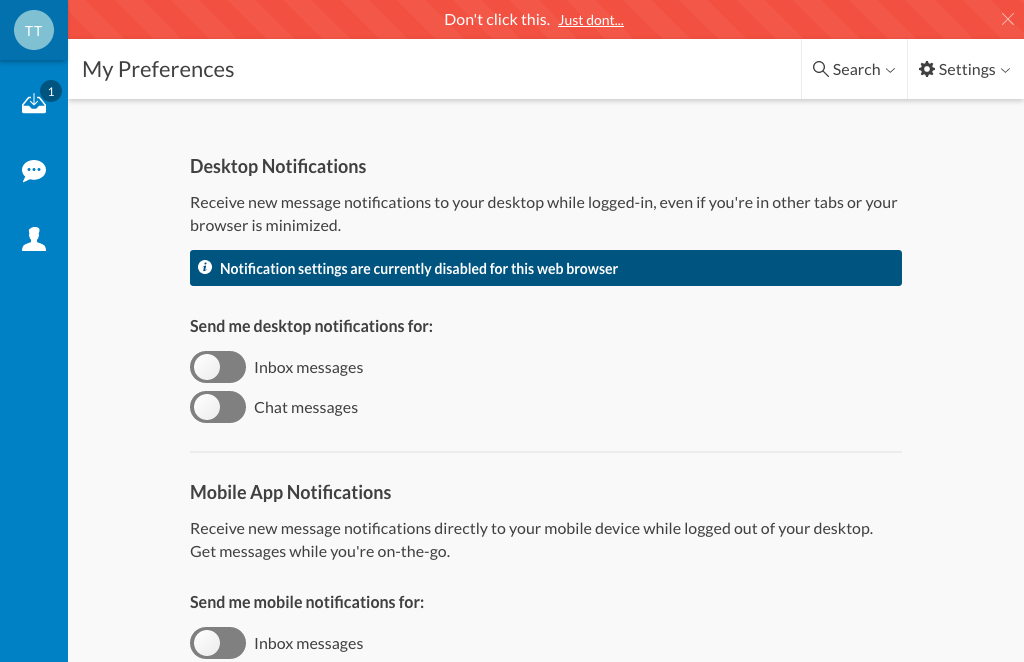 TT
Don't click this. Just dont...
1
My Preferences
Search
Settings
Desktop Notifications
Receive new message notifications to your desktop while logged-in, even if you're in other tabs or your
browser is minimized.
Notification settings are currently disabled for this web browser
Send me desktop notifications for:
Inbox messages
Chat messages
Mobile App Notifications
Receive new message notifications directly to your mobile device while logged out of your desktop.
Get messages while you're on-the-go.
Send me mobile notifications for:
Inbox messages